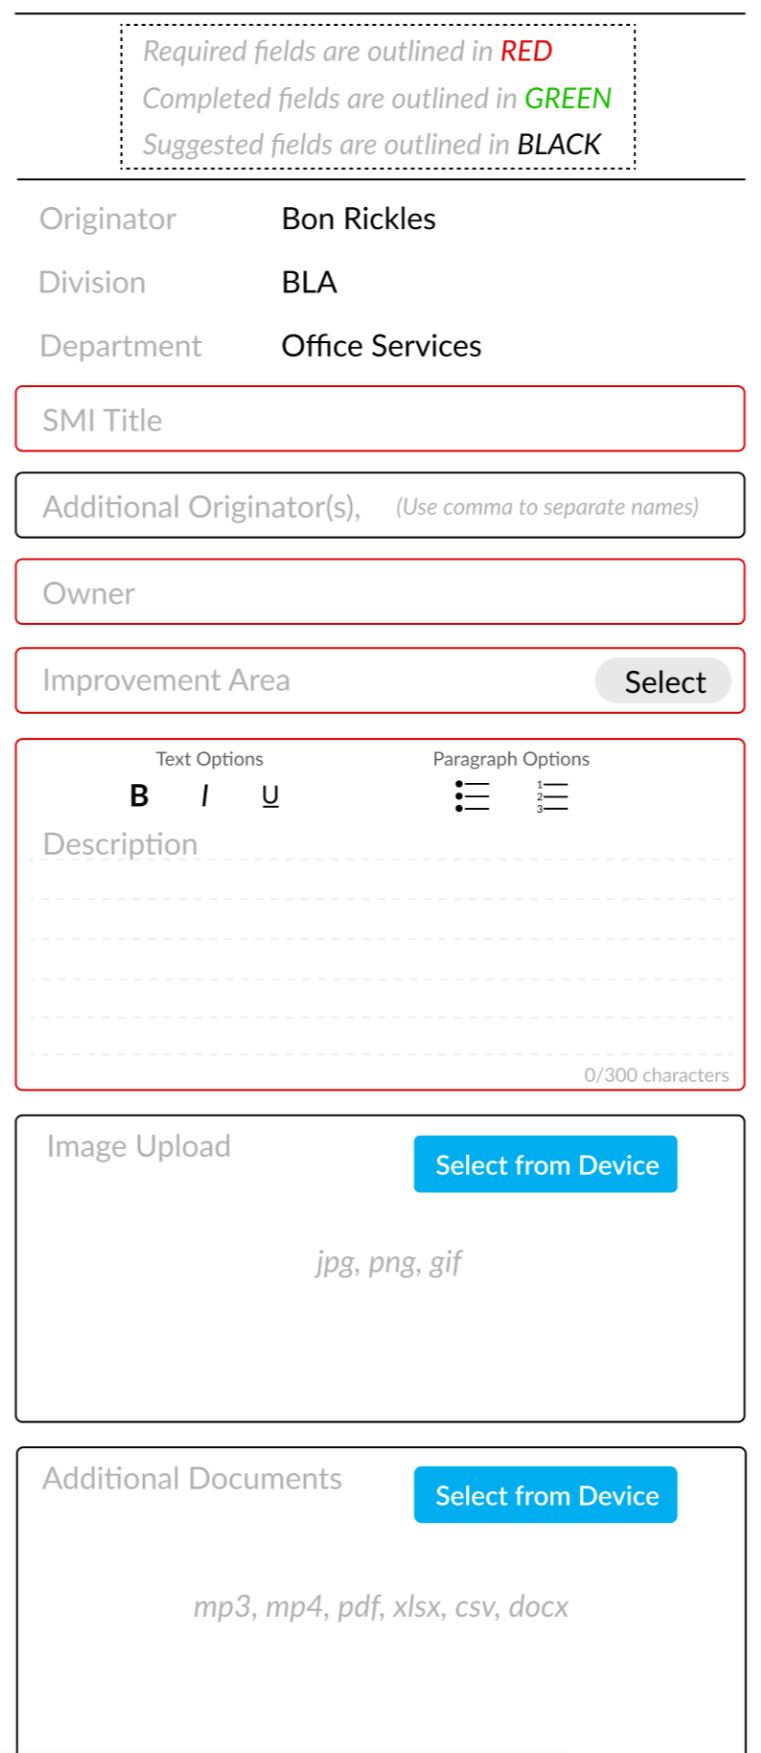 Required fields are outlined in RED
Completed fields are outlined in GREEN
Suggested fields are outlined in BLACK
Originator Bon Rickles
Division BLA
Department Office Services
SMI Title
Additional Originator(s), (Use comma to separate names)
Owner
Improvement Area Select
Text Options Paragraph Options
B I U 1 2 3
Description
0/300 characters
Image Upload Select from Device
jpg, png, gif
Additional Documents Select from Device
mp3, mp4, pdf, xlsx, csv, docx